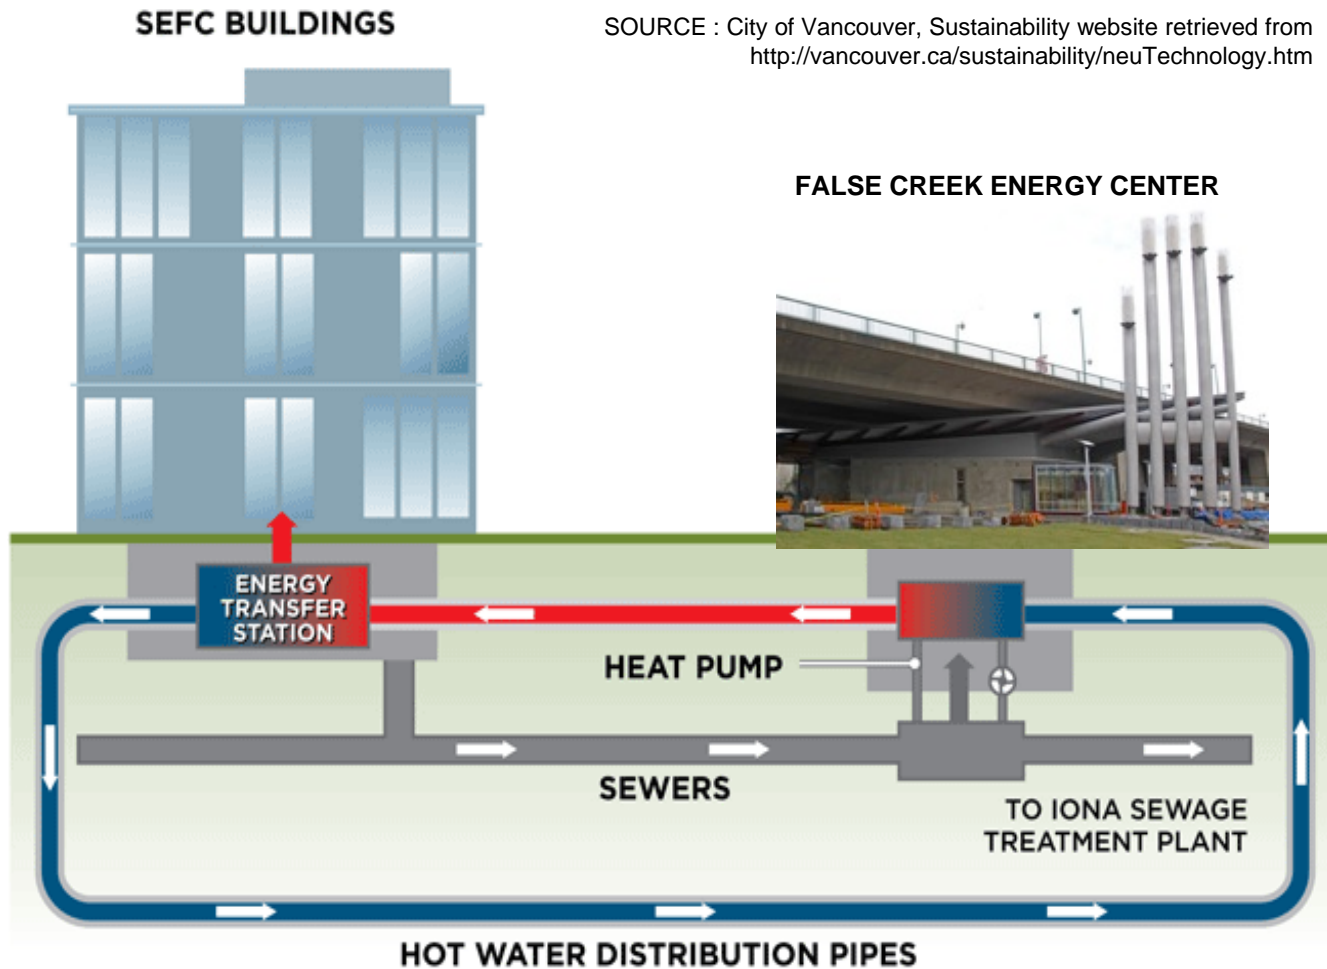 SEFC BUILDINGS
SOURCE : City of Vancouver, Sustainability website retrieved from
http://vancouver.ca/sustainability/neuTechnology.htm
FALSE CREEK ENERGY CENTER
ENERGY
TRANSFER
STATION
HEAT PUMP
SEWERS
TO IONA SEWAGE
TREATMENT PLANT
HOT WATER DISTRIBUTION PIPES